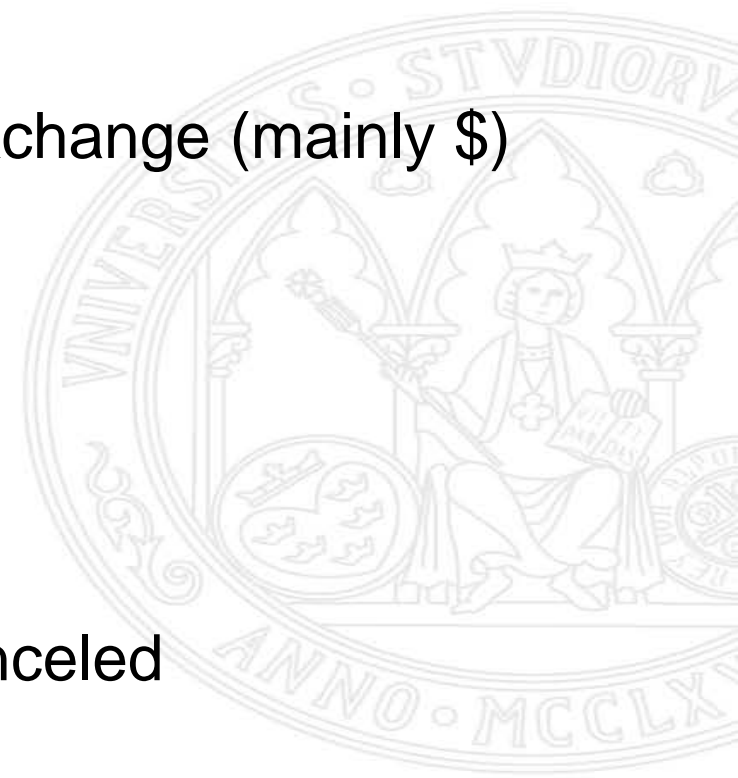 STVDIORV
change (mainly $)
VNIVERS
nceled
ANNO · MCCLX